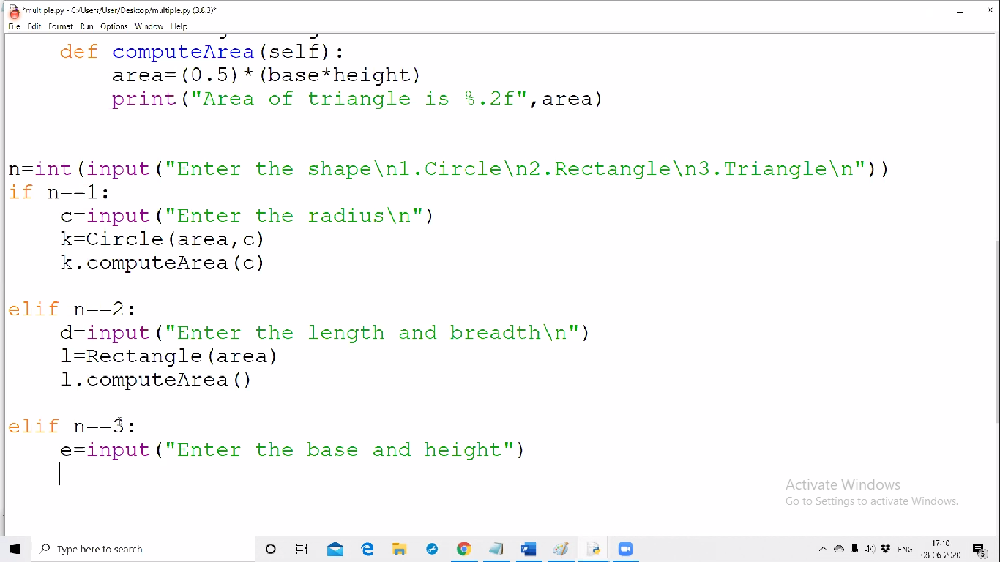 *multiple.py - C:/Users/User/Desktop/multiple.py (3.8.3)*
File Edit Format Run Options Window Help
def computeArea(self):
area=(0.5)*(base*height)
print("Area of triangle is %.2f",area)
n=int(input("Enter the shape\n1.Circle\n2.Rectangle\n3.Triangle\n"))
if n==1:
c=input("Enter the radius\n")
k=Circle(area,c)
k.computeArea(c)
elif n==2:
d=input("Enter the length and breadth\n")
l=Rectangle(area)
l.computeArea()
elif n==3:
e=input("Enter the base and height")
Activate Windows
Go to Settings to activate Windows.
Type here to search
ENG
17:10
08-06-2020
5